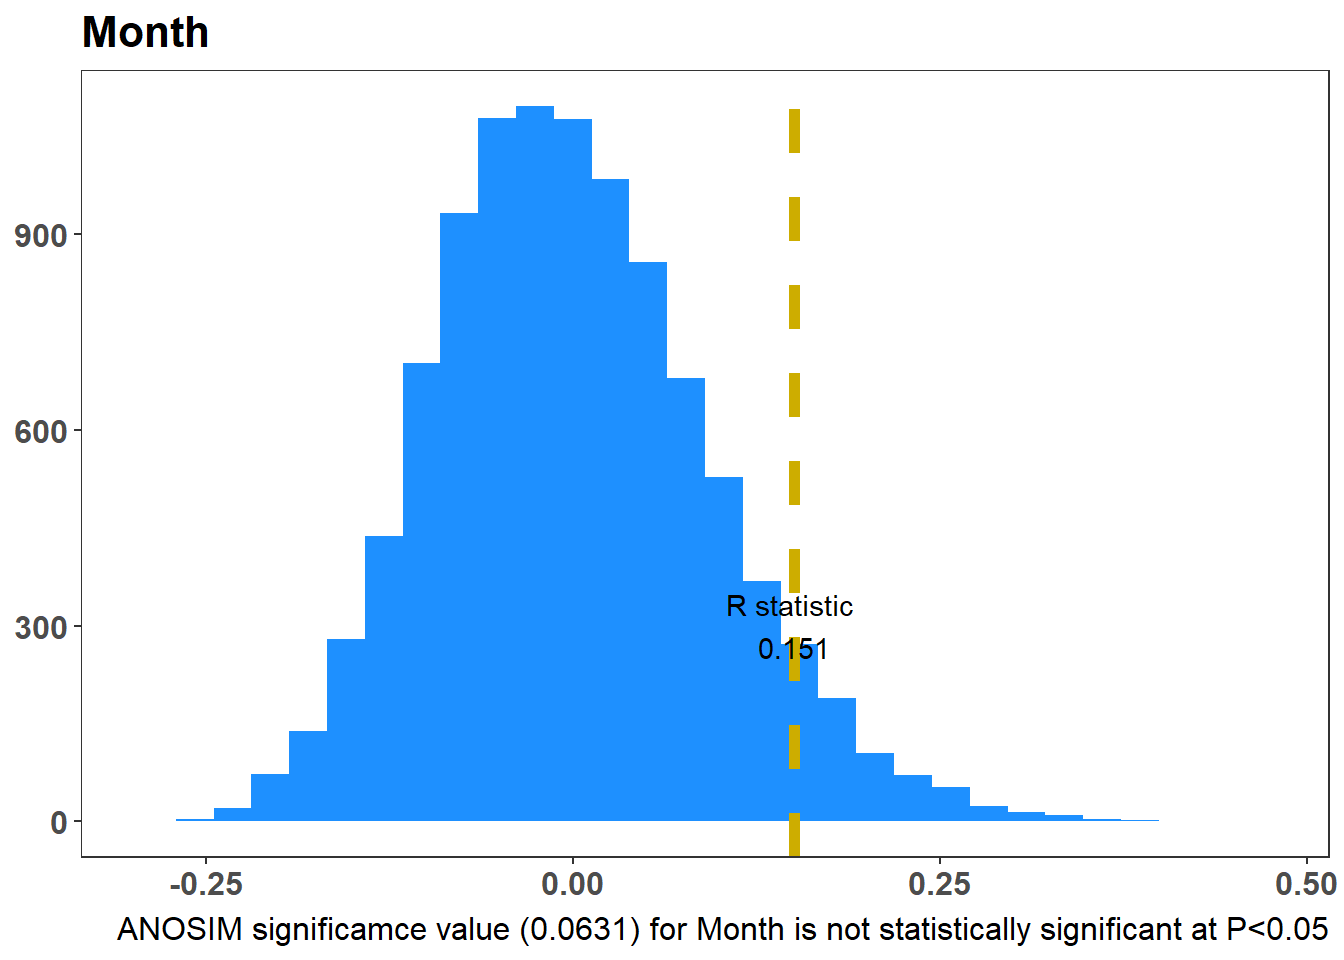 Month
900
600
300
0
R statistic
0.151
-0.25 0.00 0.25 0.50
ANOSIM significamce value (0.0631) for Month is not statistically significant at P<0.05